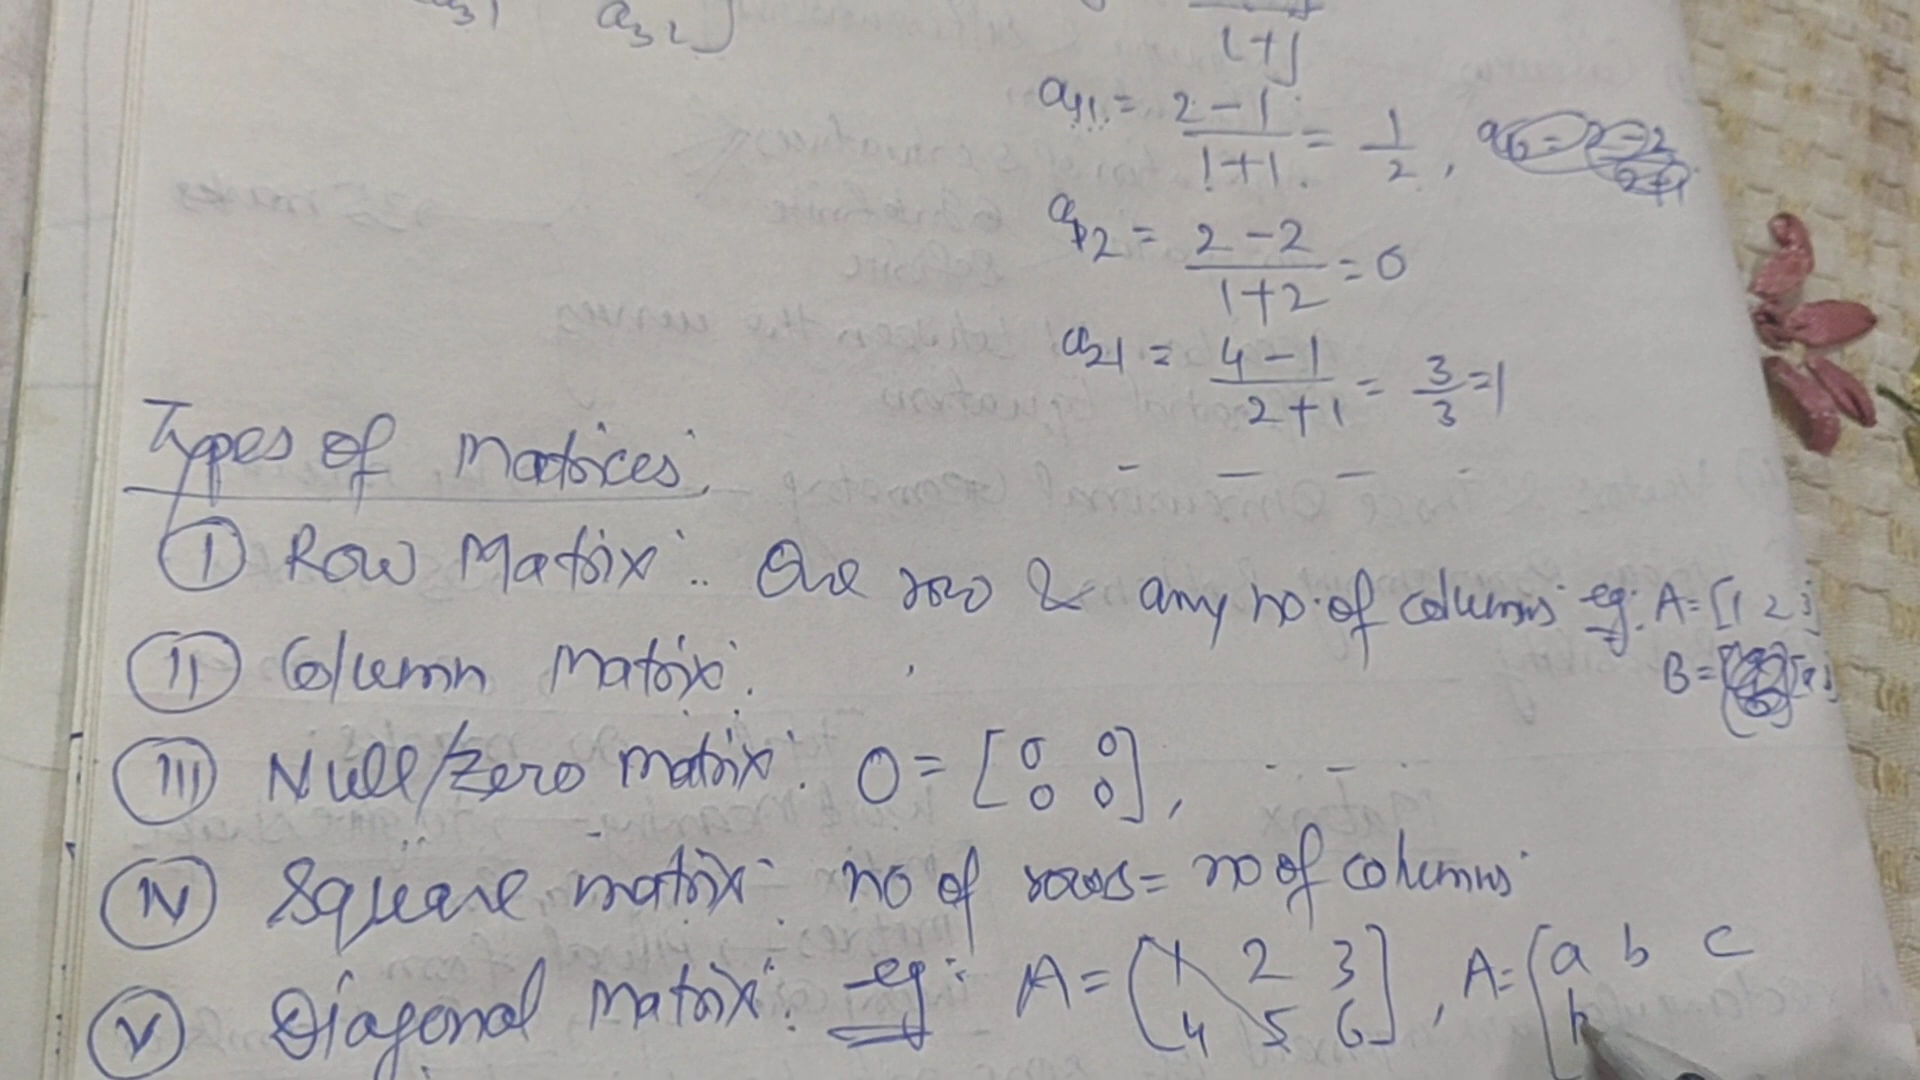 a32]
i+j
a11 = 2-1/1+1 = 1/2,
a12 = 2-2/1+2 = 0
a21 = 4-1/2+1 = 3/3 = 1
- - - -
Types of Matrices
(I) Row Matrix: One row & any no. of columns eg: A = [1 2 3]
B =
(II) Column Matrix:
(III) Null/Zero matrix: O = [0 0
0 0],
(IV) Square matrix: no of rows = no of columns
(V) Diagonal Matrix: eg: A = [1 2 3
4 5 6], A = [a b c